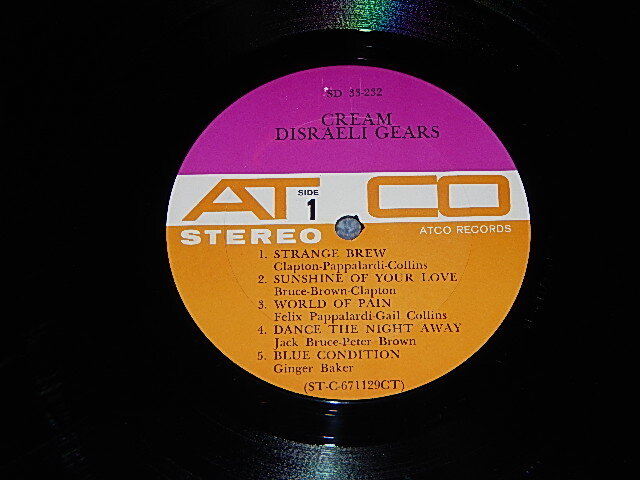 SD 33-232
CREAM
DISRAELI GEARS
ATCO
SIDE
1
STEREO
ATCO RECORDS
1. STRANGE BREW
Clapton-Pappalardi-Collins
2. SUNSHINE OF YOUR LOVE
Bruce-Brown-Clapton
3. WORLD OF PAIN
Felix Pappalardi-Gail Collins
4. DANCE THE NIGHT AWAY
Jack Bruce-Peter Brown
5. BLUE CONDITION
Ginger Baker
(ST-C-671129CT)